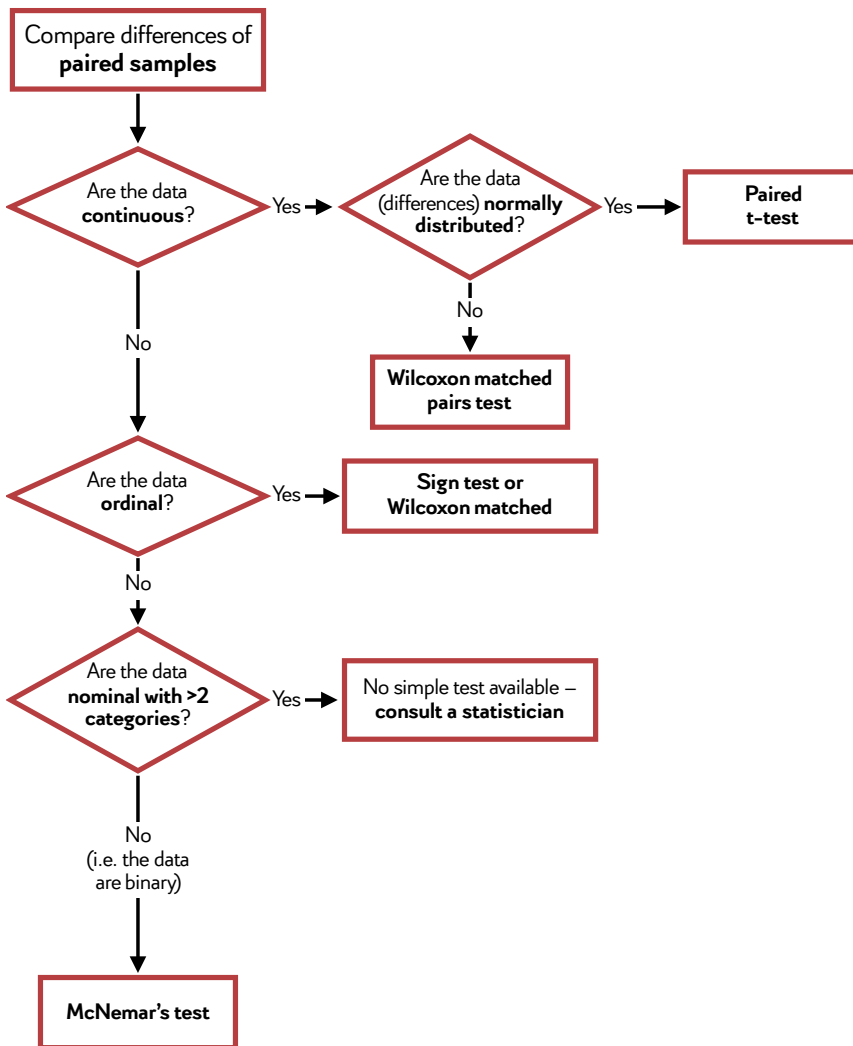 Compare differences of
paired samples
Are the data
continuous?
Yes
Are the data
(differences) normally
distributed?
Yes
Paired
t-test
No
Wilcoxon matched
pairs test
No
Are the data
ordinal?
Yes
Sign test or
Wilcoxon matched
No
Are the data
nominal with >2
categories?
Yes
No simple test available –
consult a statistician
No
(i.e. the data
are binary)
McNemar's test